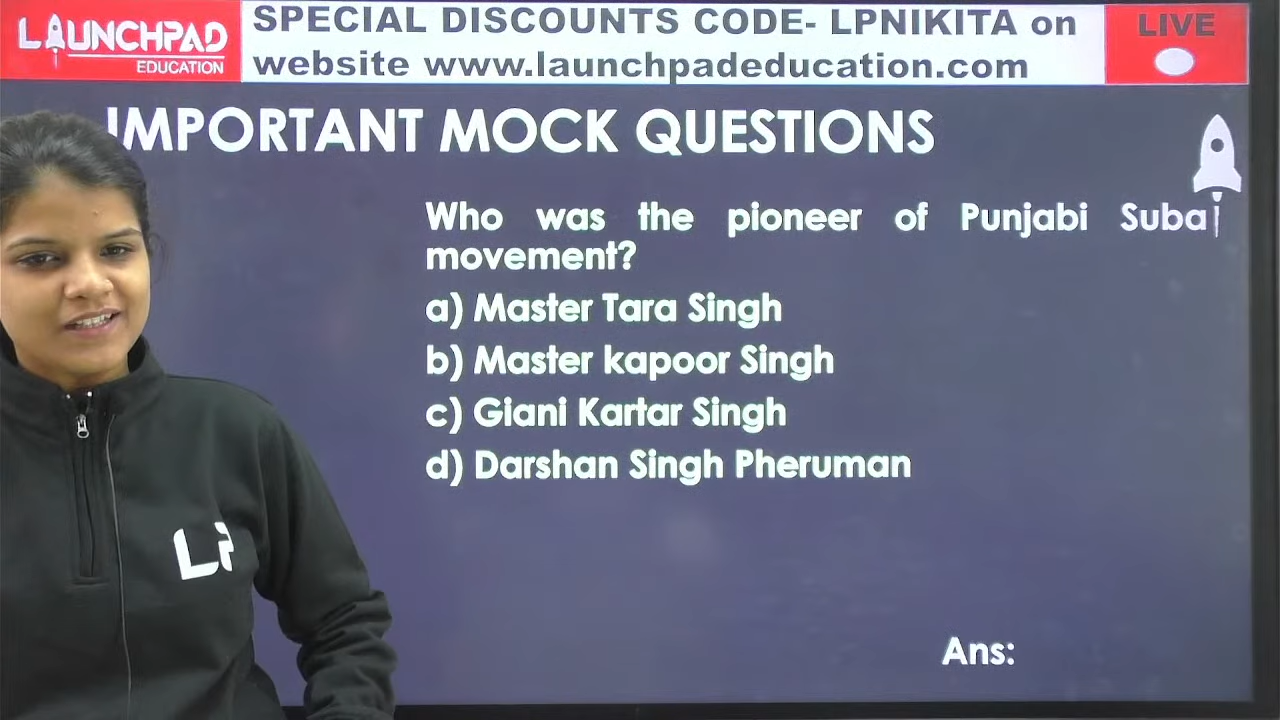 LAUNCHPAD
EDUCATION
SPECIAL DISCOUNTS CODE- LPNIKITA on
website www.launchpadeducation.com
LIVE
IMPORTANT MOCK QUESTIONS
Who was the pioneer of Punjabi Suba
movement?
a) Master Tara Singh
b) Master kapoor Singh
c) Giani Kartar Singh
d) Darshan Singh Pheruman
LP
Ans: